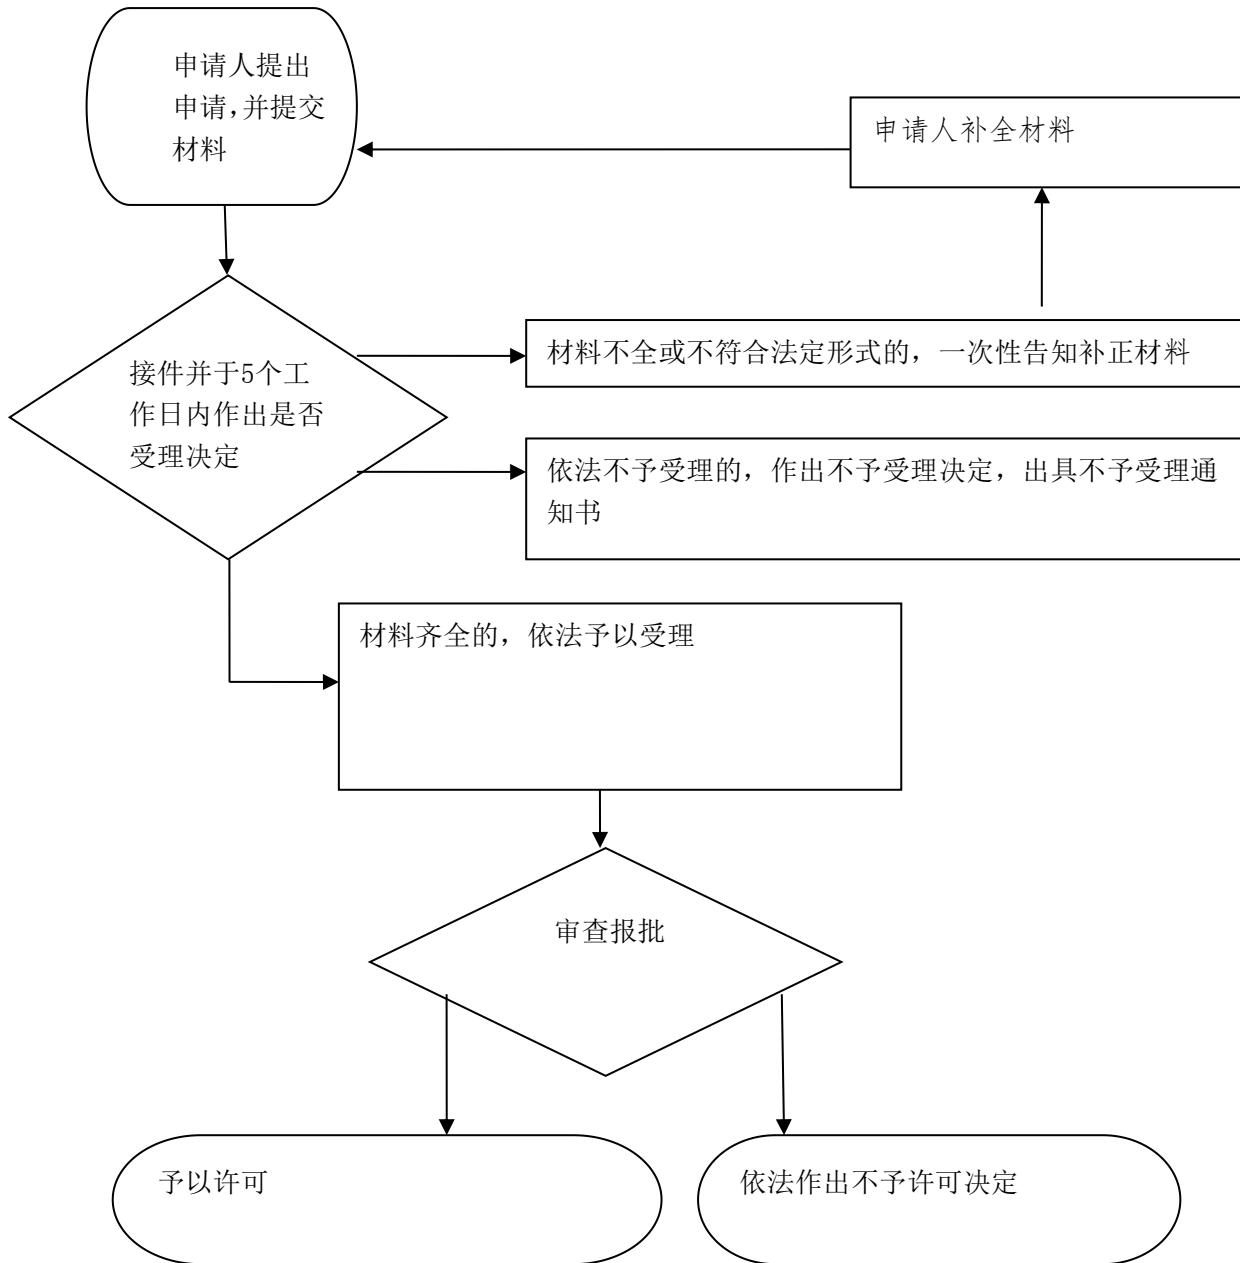 申请人提出
申请,并提交
材料
申请人补全材料
材料不全或不符合法定形式的，一次性告知补正材料
接件并于5个工
作日内作出是否
受理决定
依法不予受理的，作出不予受理决定，出具不予受理通
知书
材料齐全的，依法予以受理
审查报批
予以许可
依法作出不予许可决定